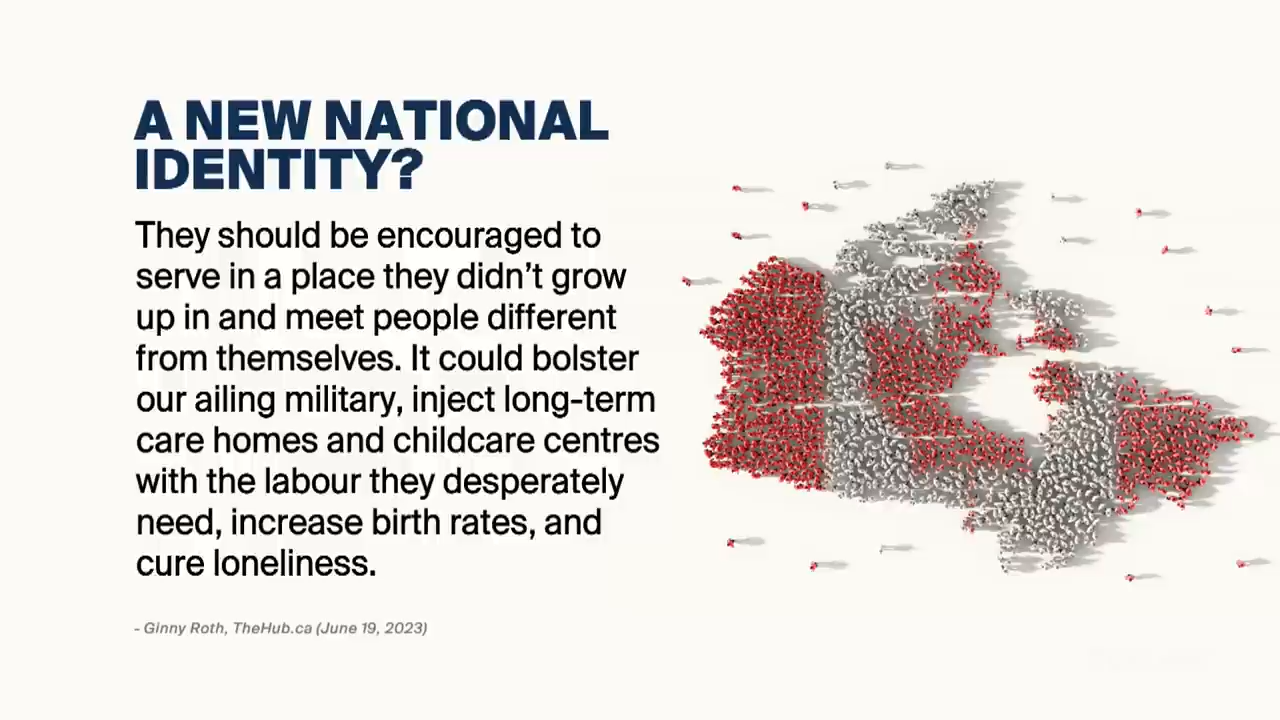 A NEW NATIONAL
IDENTITY?
They should be encouraged to
serve in a place they didn’t grow
up in and meet people different
from themselves. It could bolster
our ailing military, inject long-term
care homes and childcare centres
with the labour they desperately
need, increase birth rates, and
cure loneliness.
- Ginny Roth, TheHub.ca (June 19, 2023)